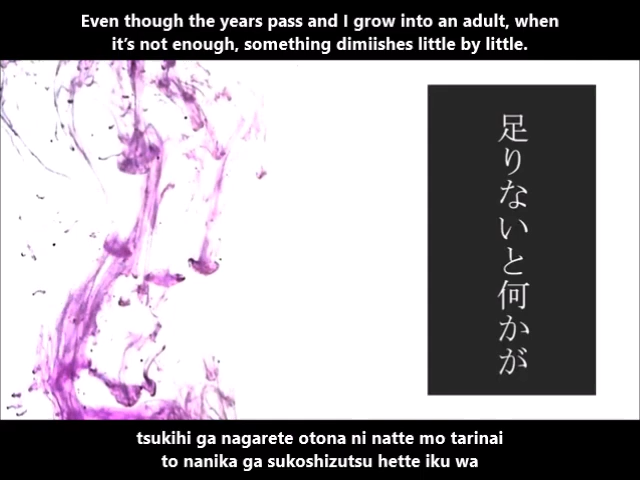 Even though the years pass and I grow into an adult, when
it's not enough, something dimiishes little by little.
足りないと何かが
tsukihi ga nagarete otona ni natte mo tarinai
to nanika ga sukoshizutsu hette iku wa